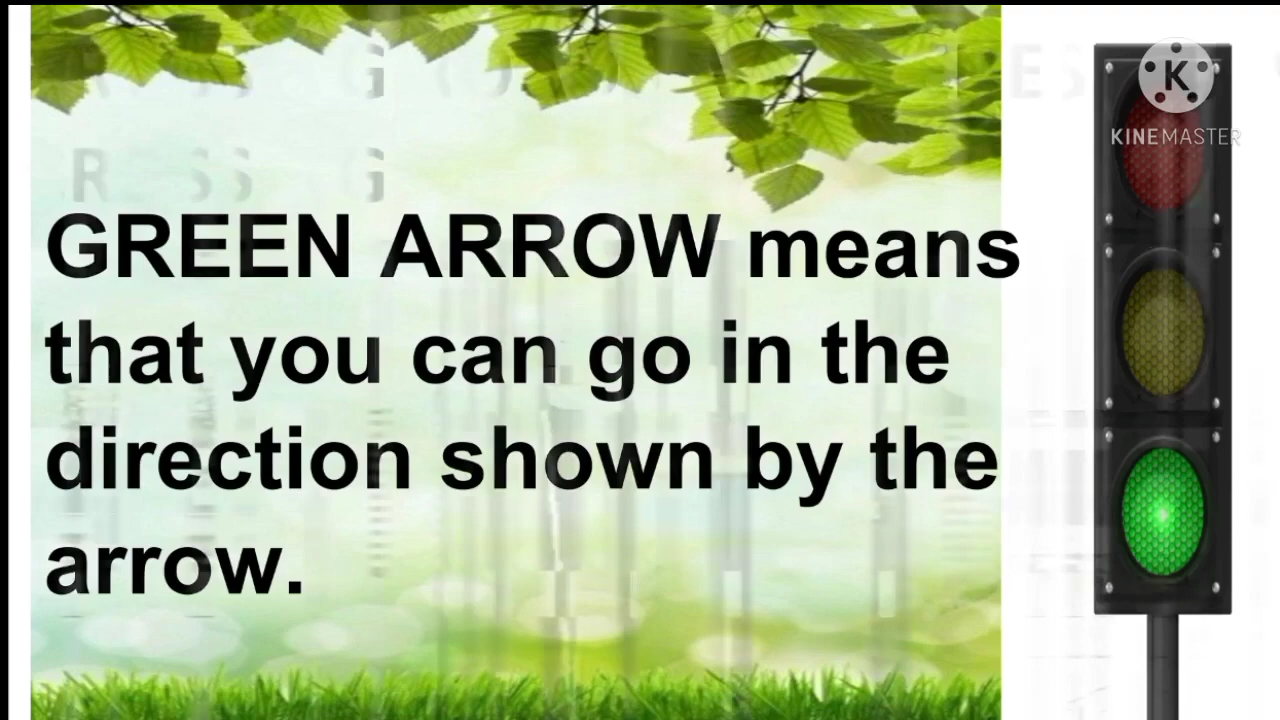 GREEN ARROW means
that you can go in the
direction shown by the
arrow.
K
KINEMASTER